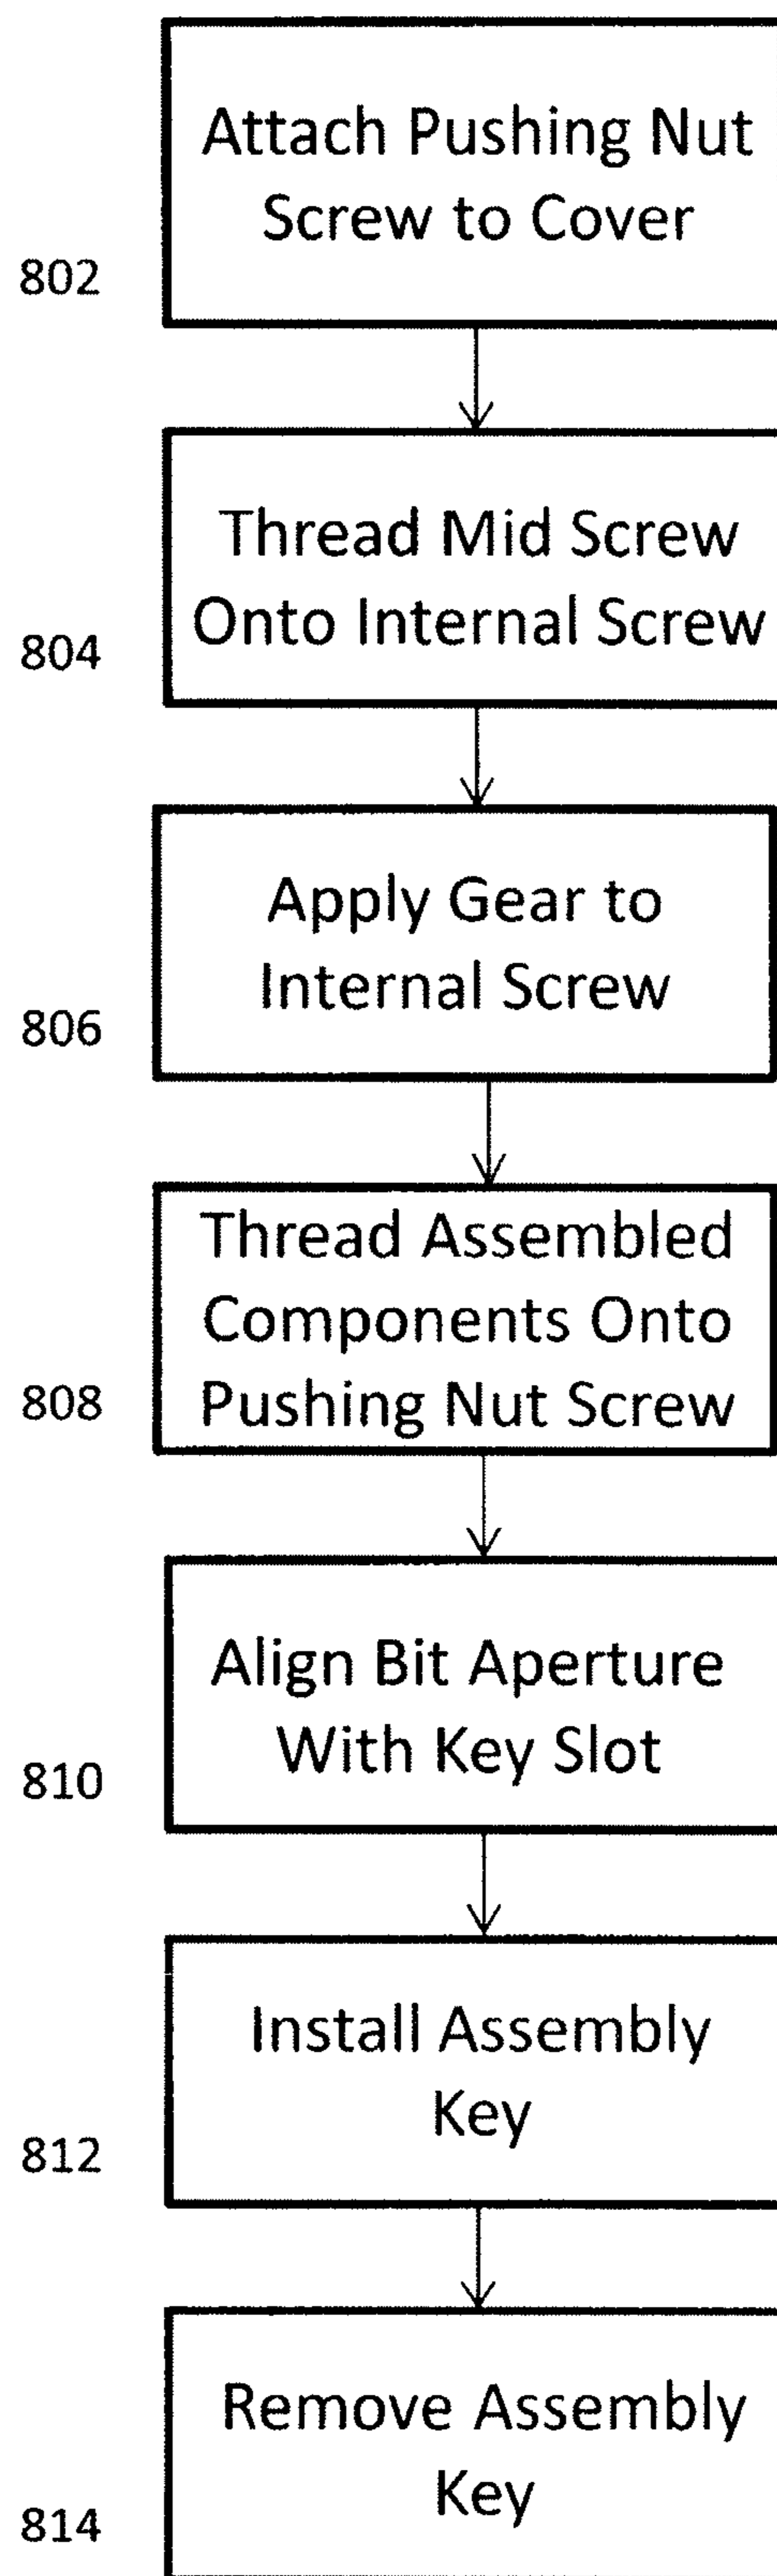 Attach Pushing Nut
Screw to Cover
802
Thread Mid Screw
Onto Internal Screw
804
Apply Gear to
Internal Screw
806
Thread Assembled
Components Onto
Pushing Nut Screw
808
Align Bit Aperture
With Key Slot
810
Install Assembly
Key
812
Remove Assembly
Key
814